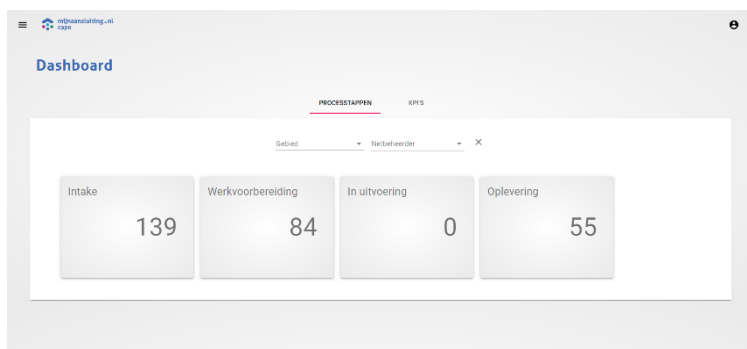 mijnaansluiting.nl
capo
Dashboard
PROCESSTAPPEN KPI'S
Gebied Netbeheerder
Intake Werkvoorbereiding In uitvoering Oplevering
139 84 0 55